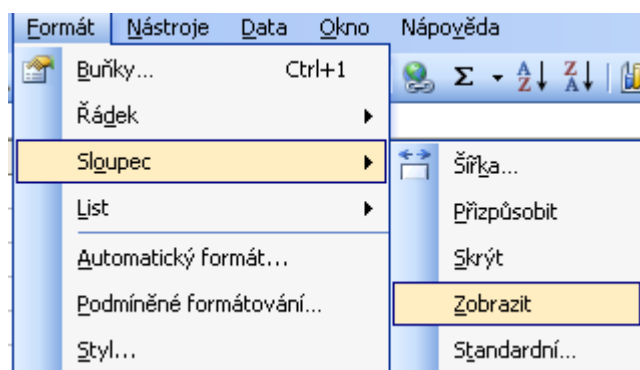 Formát Nástroje Data Okno Nápověda
Buňky... Ctrl+1
Řádek
Sloupec
List
Automatický formát...
Podmíněné formátování...
Styl...
Šířka...
Přizpůsobit
Skrýt
Zobrazit
Standardní...